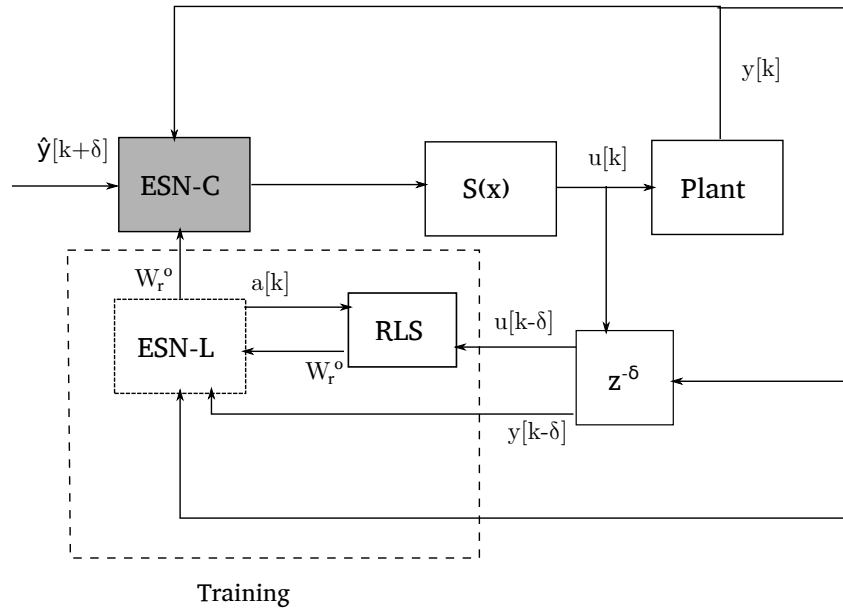 y[k]
ŷ[k+δ]
ESN-C
S(x)
u[k]
Plant
W_r^o
a[k]
ESN-L
RLS
W_r^o
u[k-δ]
z^-δ
y[k-δ]
Training